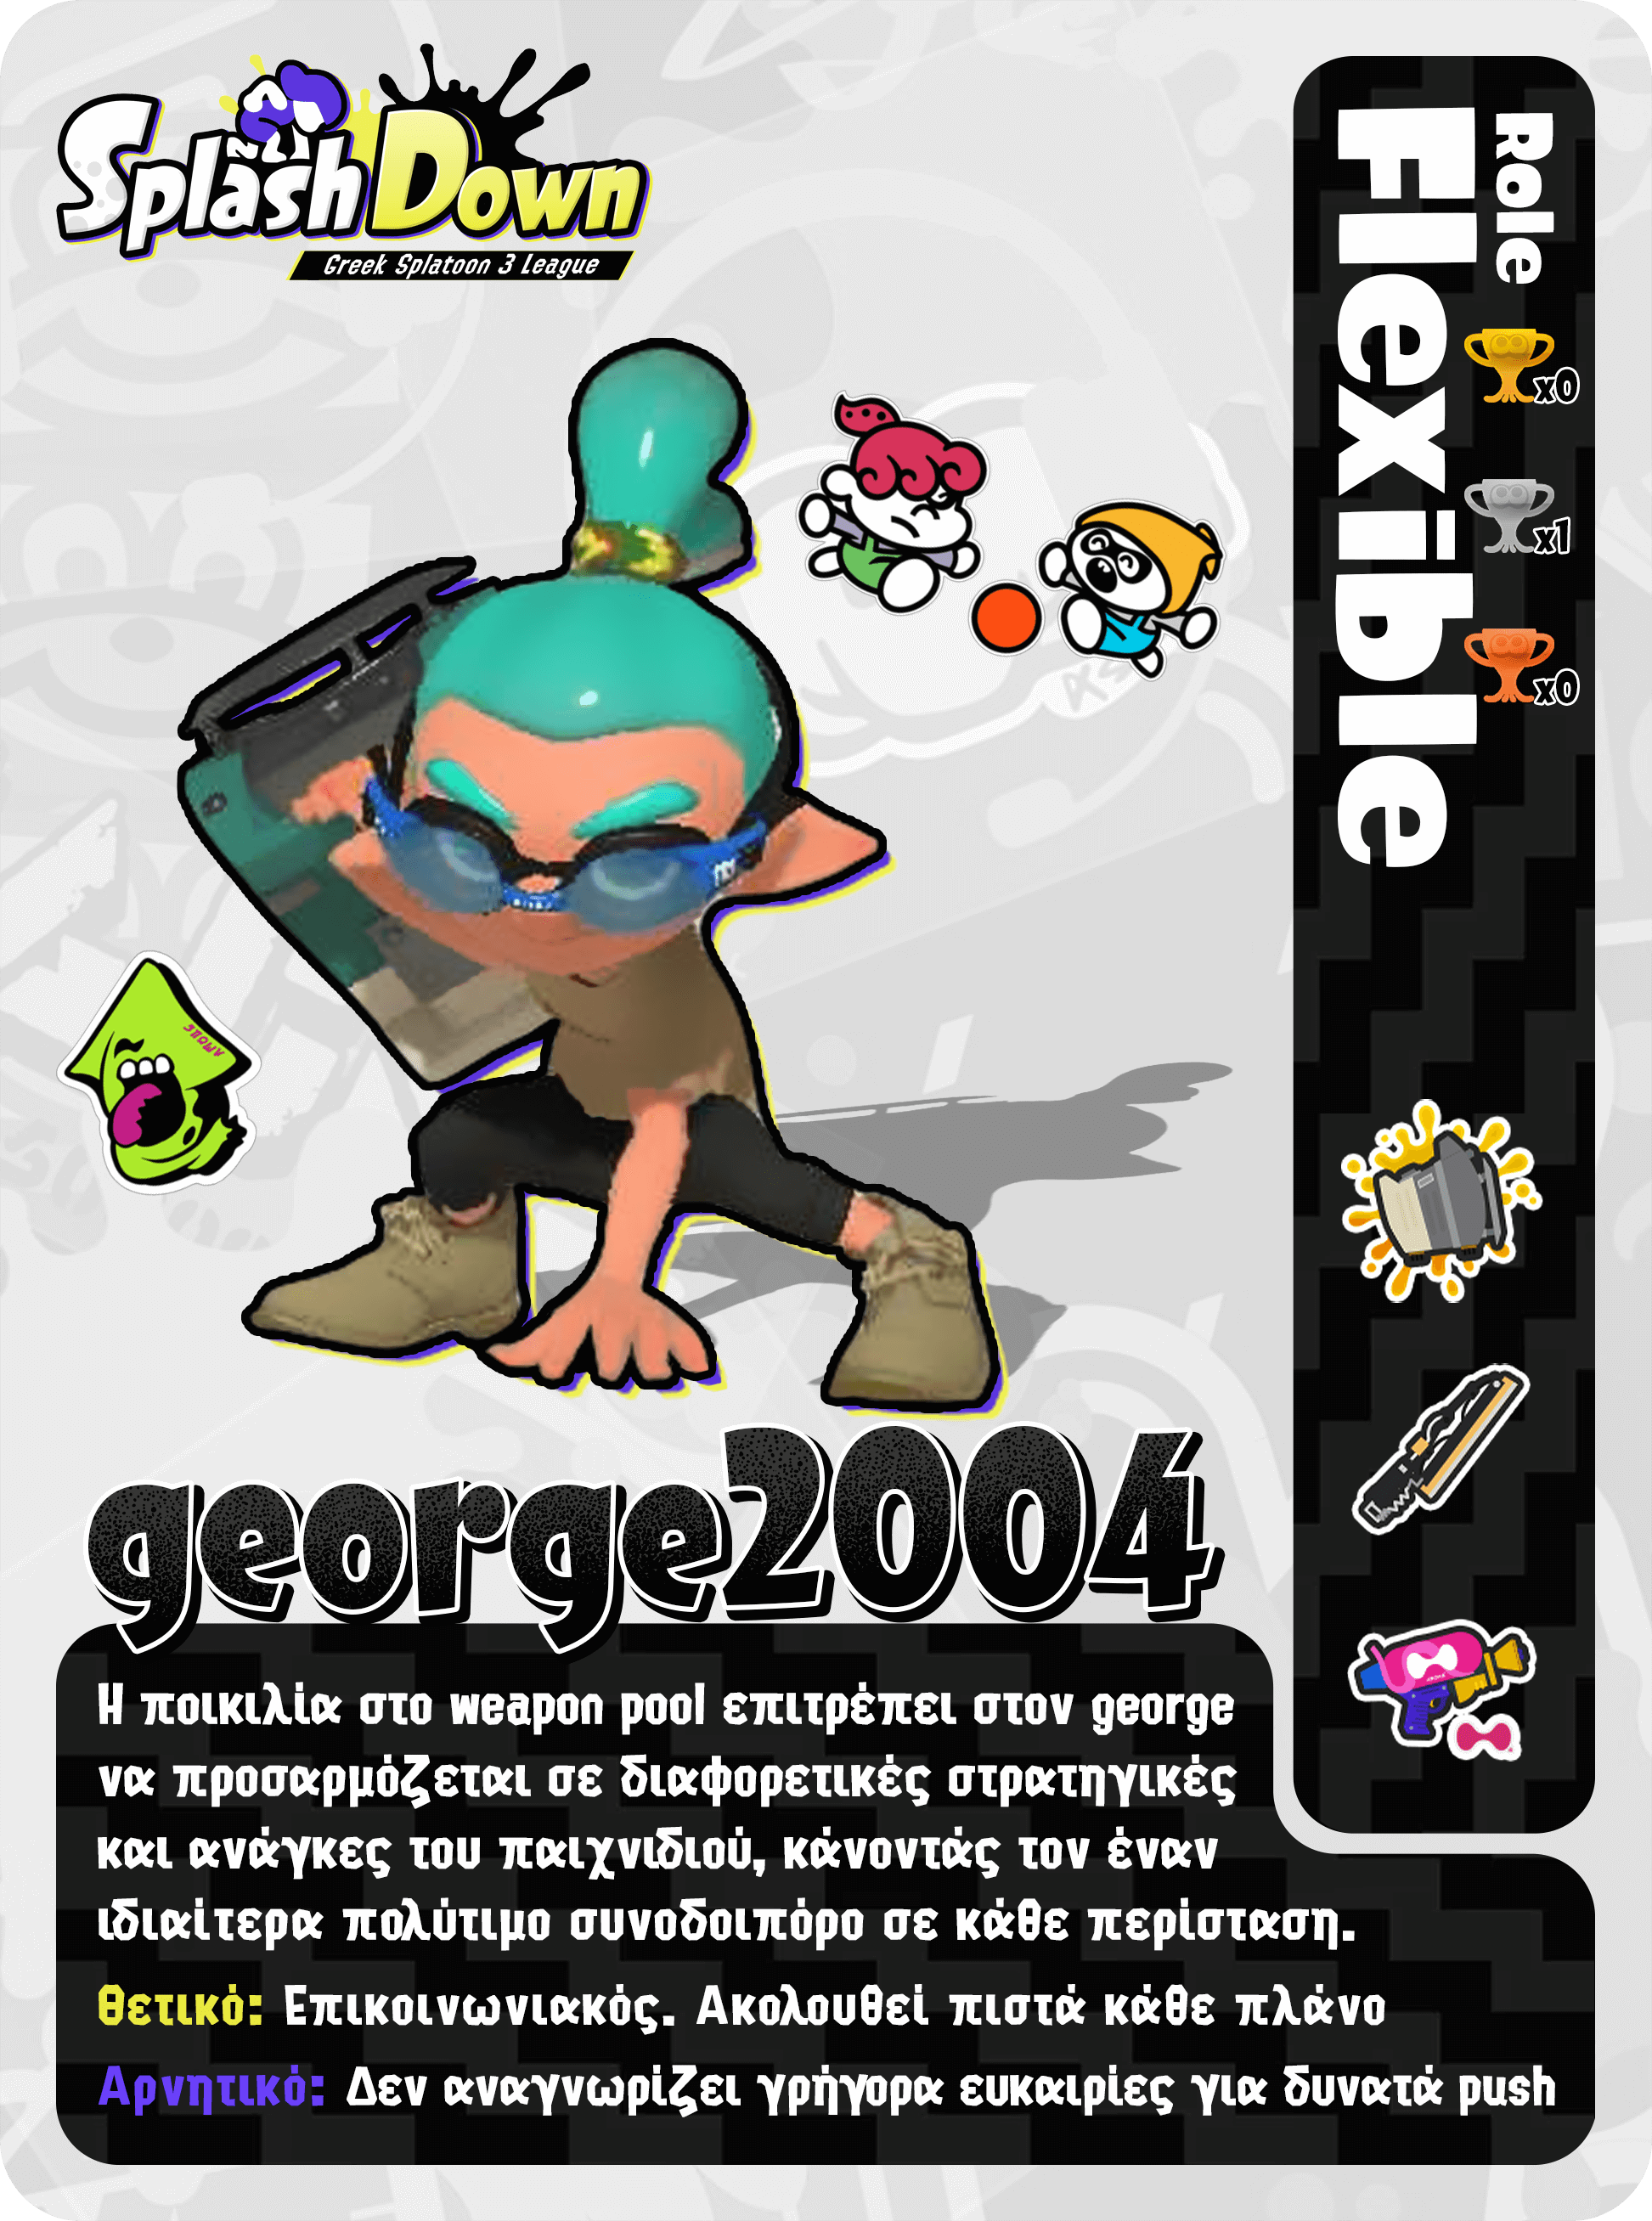 Splash Down
Greek Splatoon 3 League
Role
Flexible
x0
x1
x0
george2004
Η ποικιλία στο weapon pool επιτρέπει στον george
να προσαρμόζεται σε διαφορετικές στρατηγικές
και ανάγκες του παιχνιδιού, κάνοντάς τον έναν
ιδιαίτερα πολύτιμο συνοδοιπόρο σε κάθε περίσταση.
Θετικό: Επικοινωνιακός. Ακολουθεί πιστά κάθε πλάνο
Αρνητικό: Δεν αναγνωρίζει γρήγορα ευκαιρίες για δυνατά push